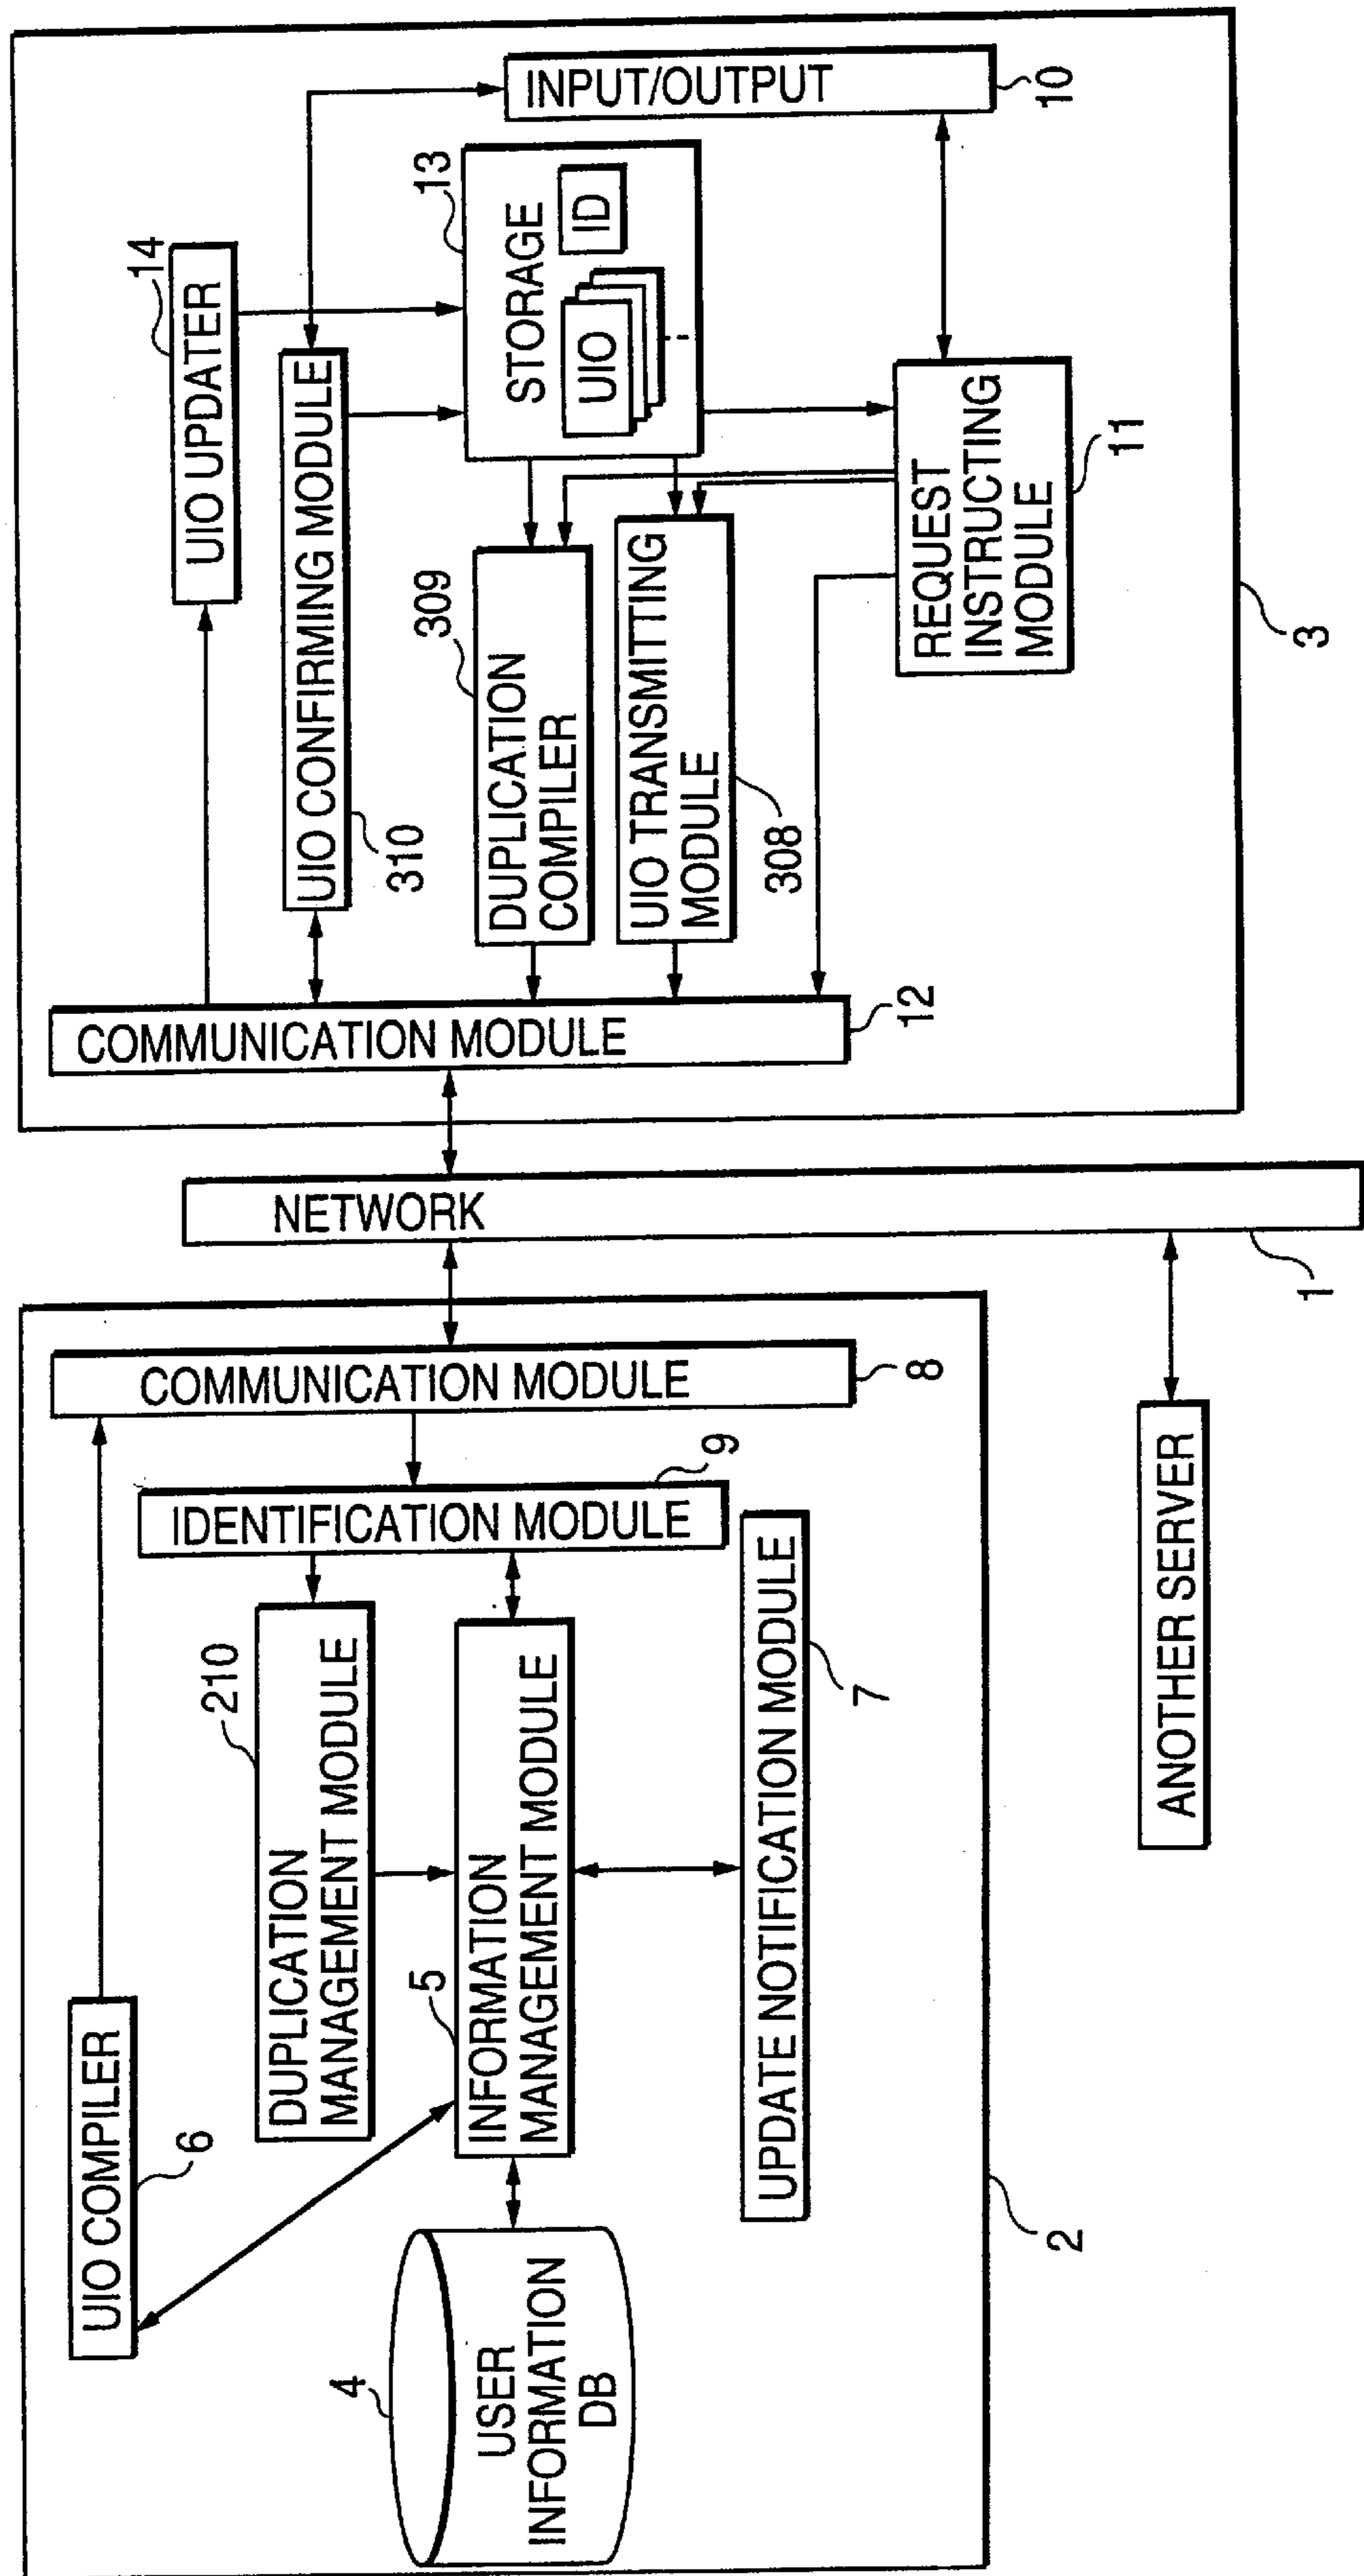 UIO COMPILER
6
4
USER
INFORMATION
DB
210
DUPLICATION
MANAGEMENT MODULE
5
INFORMATION
MANAGEMENT MODULE
UPDATE NOTIFICATION MODULE
7
IDENTIFICATION MODULE
9
COMMUNICATION MODULE
8
2
ANOTHER SERVER
NETWORK
1
COMMUNICATION MODULE
12
UIO UPDATER
14
UIO CONFIRMING MODULE
310
309
DUPLICATION
COMPILER
UIO TRANSMITTING
MODULE
308
13
STORAGE
UIO
ID
REQUEST
INSTRUCTING
MODULE
11
INPUT/OUTPUT
10
3